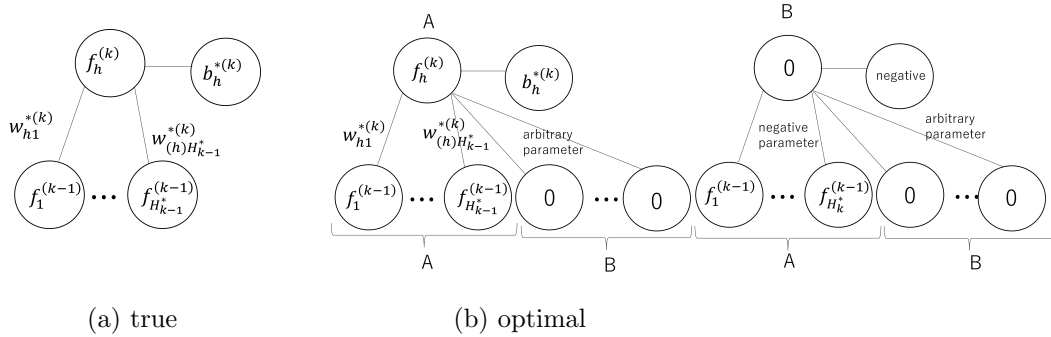 A
B
f_h^{(k)}
b_h^{*(k)}
f_h^{(k)}
b_h^{*(k)}
0
negative
w_{h1}^{*(k)}
w_{(h)H_{k-1}^*}^{*(k)}
w_{h1}^{*(k)}
w_{(h)H_{k-1}^*}^{*(k)}
arbitrary
parameter
negative
parameter
arbitrary
parameter
f_1^{(k-1)} ••• f_{H_{k-1}^*}^{(k-1)}
f_1^{(k-1)} ••• f_{H_{k-1}^*}^{(k-1)} 0 ••• 0
f_1^{(k-1)} ••• f_{H_k^*}^{(k-1)} 0 ••• 0
A
B
A
B
(a) true
(b) optimal